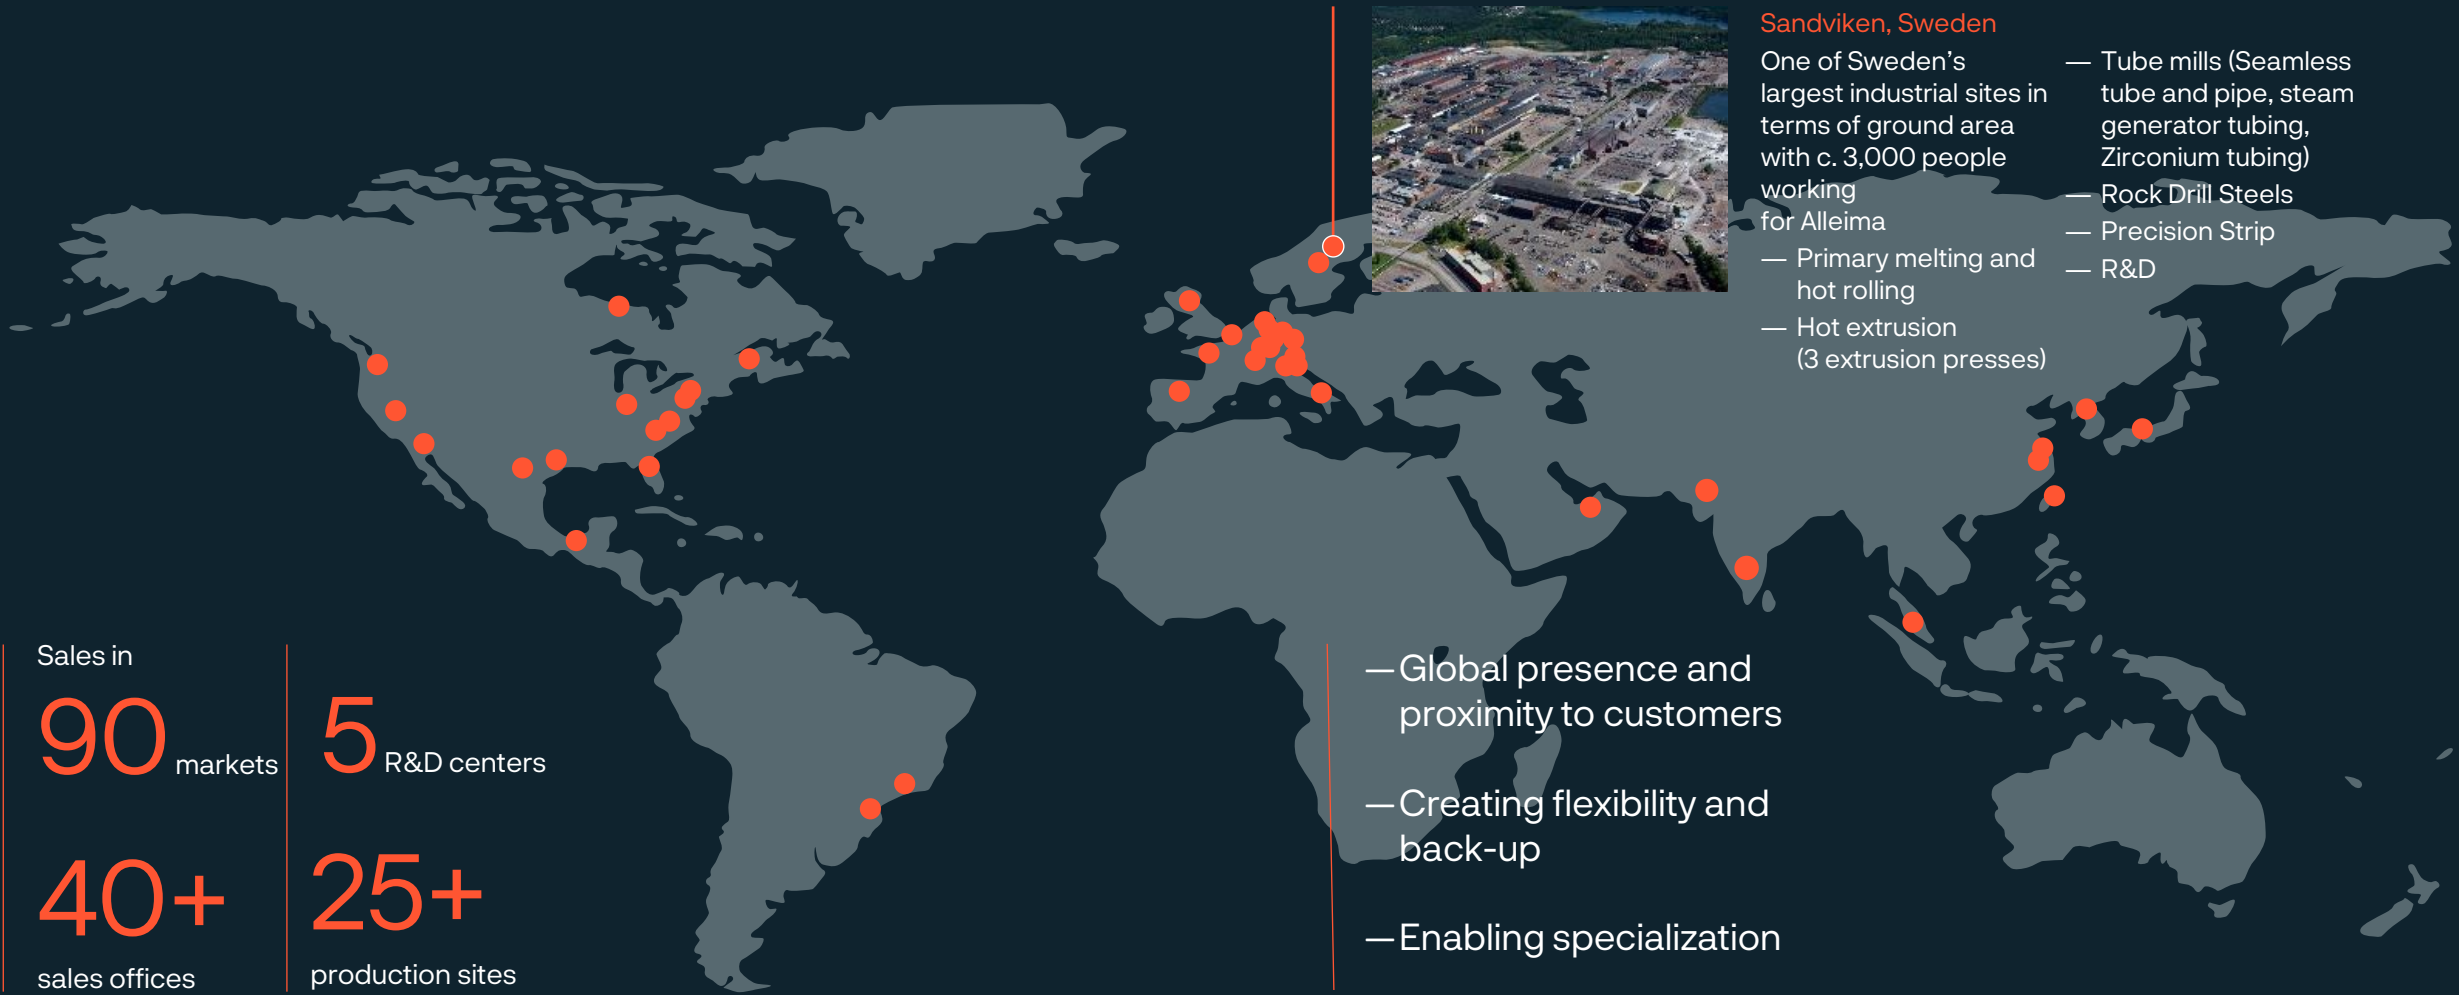 Sandviken, Sweden
One of Sweden’s
largest industrial sites in
terms of ground area
with c. 3,000 people
working
for Alleima
— Primary melting and
hot rolling
— Hot extrusion
(3 extrusion presses)
— Tube mills (Seamless
tube and pipe, steam
generator tubing,
Zirconium tubing)
— Rock Drill Steels
— Precision Strip
— R&D
Sales in
90 markets
5 R&D centers
40+
sales offices
25+
production sites
— Global presence and
proximity to customers
— Creating flexibility and
back-up
— Enabling specialization